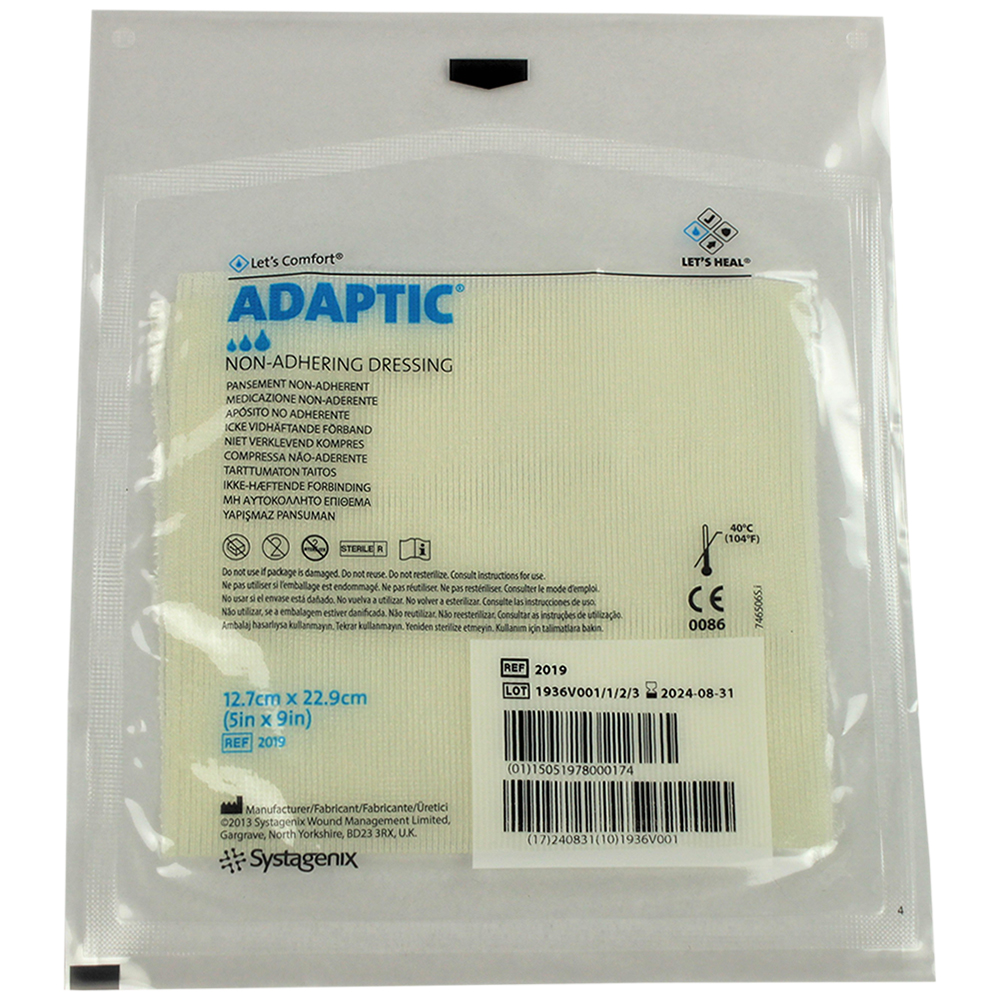 Let's Comfort®
LET'S HEAL®
ADAPTIC®
NON-ADHERING DRESSING
PANSEMENT NON-ADHERENT
MEDICAZIONE NON-ADERENTE
APÓSITO NO ADHERENTE
ICKE VIDHÄFTANDE FÖRBAND
NIET VERKLEVEND KOMPRES
COMPRESSA NÃO-ADERENTE
TARTTUMATON TAITOS
IKKE-HÆFTENDE FORBINDING
ΜΗ ΑΥΤΟΚΟΛΛΗΤΟ ΕΠΙΘΕΜΑ
YAPIŞMAZ PANSUMAN
2
STERILE R
i
40°C
(104°F)
Do not use if package is damaged. Do not reuse. Do not resterilize. Consult instructions for use.
Ne pas utiliser si l'emballage est endommagé. Ne pas réutiliser. Ne pas restériliser. Consulter le mode d'emploi.
No usar si el envase está dañado. No vuelva a utilizar. No volver a esterilizar. Consulte las instrucciones de uso.
Não utilizar, se a embalagem estiver danificada. Não reutilizar. Não reesterilizar. Consultar as instruções de utilização.
Ambalaj hasarlıysa kullanmayın. Tekrar kullanmayın. Yeniden sterilize etmeyin. Kullanım için talimatlara bakın.
CE
0086
746S065.i
12.7cm x 22.9cm
(5in x 9in)
REF 2019
REF 2019
LOT 1936V001/1/2/3 2024-08-31
(01)15051978000174
(17)240831(10)1936V001
Manufacturer/Fabricant/Fabricante/Üretici
©2013 Systagenix Wound Management Limited,
Gargrave, North Yorkshire, BD23 3RX, U.K.
Systagenix
4